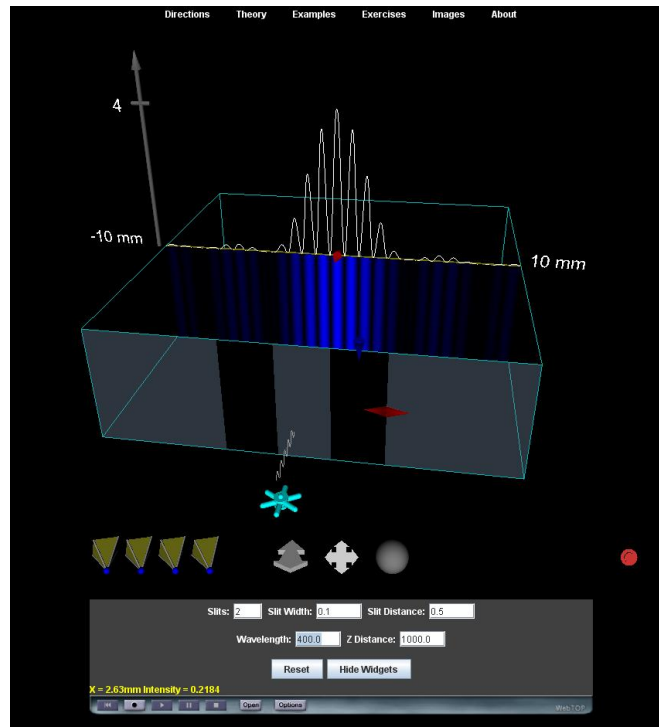 Directions Theory Examples Exercises Images About
4
-10 mm
10 mm
Slits: 2 Slit Width: 0.1 Slit Distance: 0.5
Wavelength: 400.0 Z Distance: 1000.0
Reset Hide Widgets
X = 2.63mm Intensity = 0.2184
Open Options WebTOP